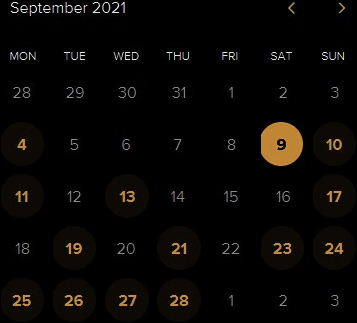 September 2021
MON TUE WED THU FRI SAT SUN
28 29 30 31 1 2 3
4 5 6 7 8 9 10
11 12 13 14 15 16 17
18 19 20 21 22 23 24
25 26 27 28 1 2 3